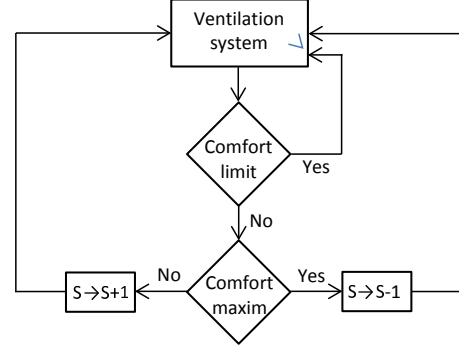 Ventilation
system
Comfort
limit
Yes
No
No
Comfort
maxim
Yes
S→S+1
S→S-1